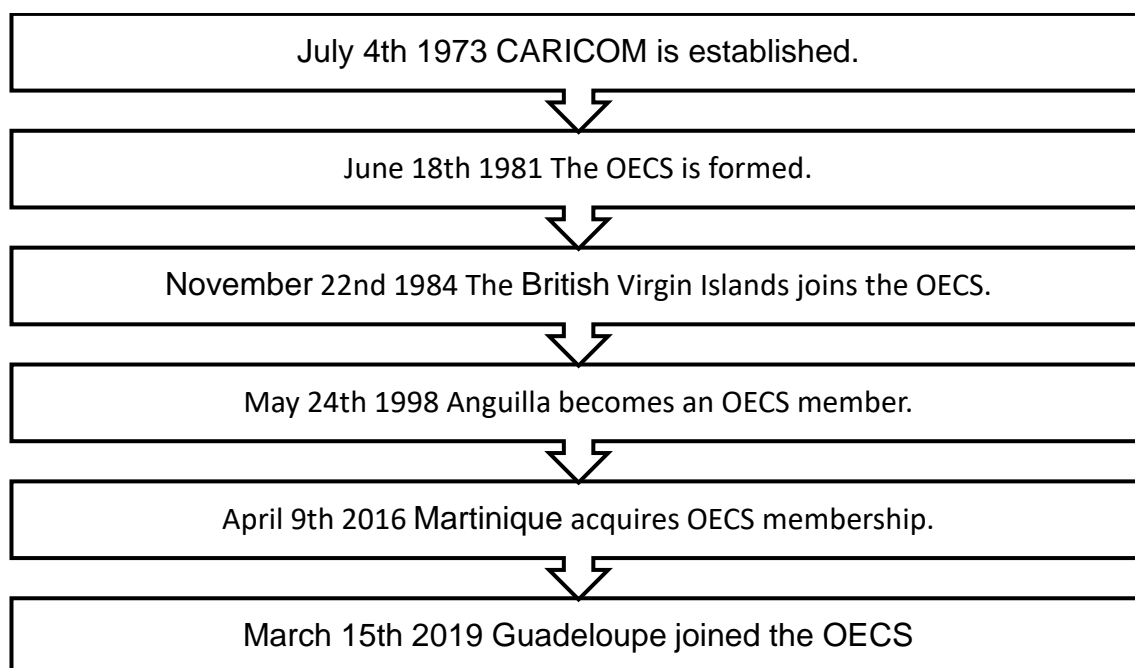 July 4th 1973 CARICOM is established.
June 18th 1981 The OECS is formed.
November 22nd 1984 The British Virgin Islands joins the OECS.
May 24th 1998 Anguilla becomes an OECS member.
April 9th 2016 Martinique acquires OECS membership.
March 15th 2019 Guadeloupe joined the OECS